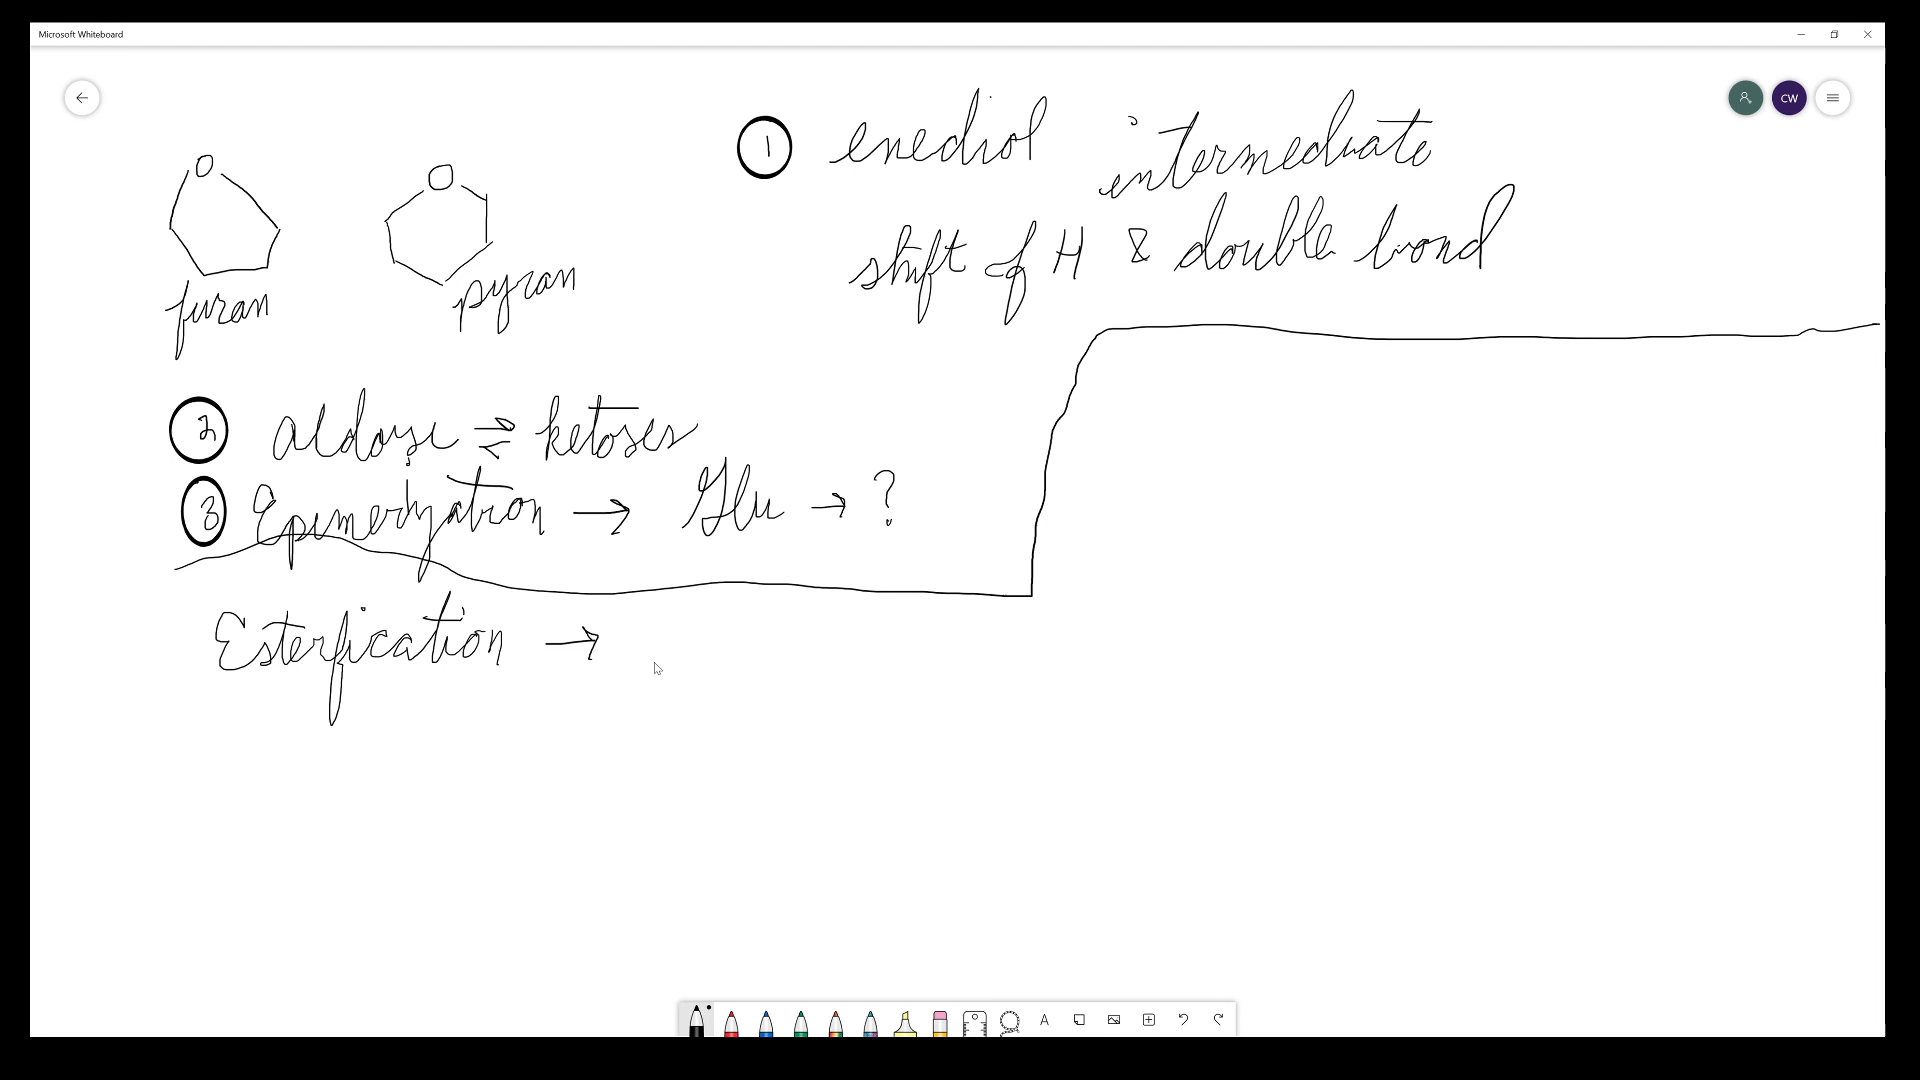 Microsoft Whiteboard
CW
O
furan
O
pyran
1 enediol intermediate
shift of H & double bond
2 aldose ⇌ ketoses
3 Epimerization → Glu → ?
Esterfication →
A